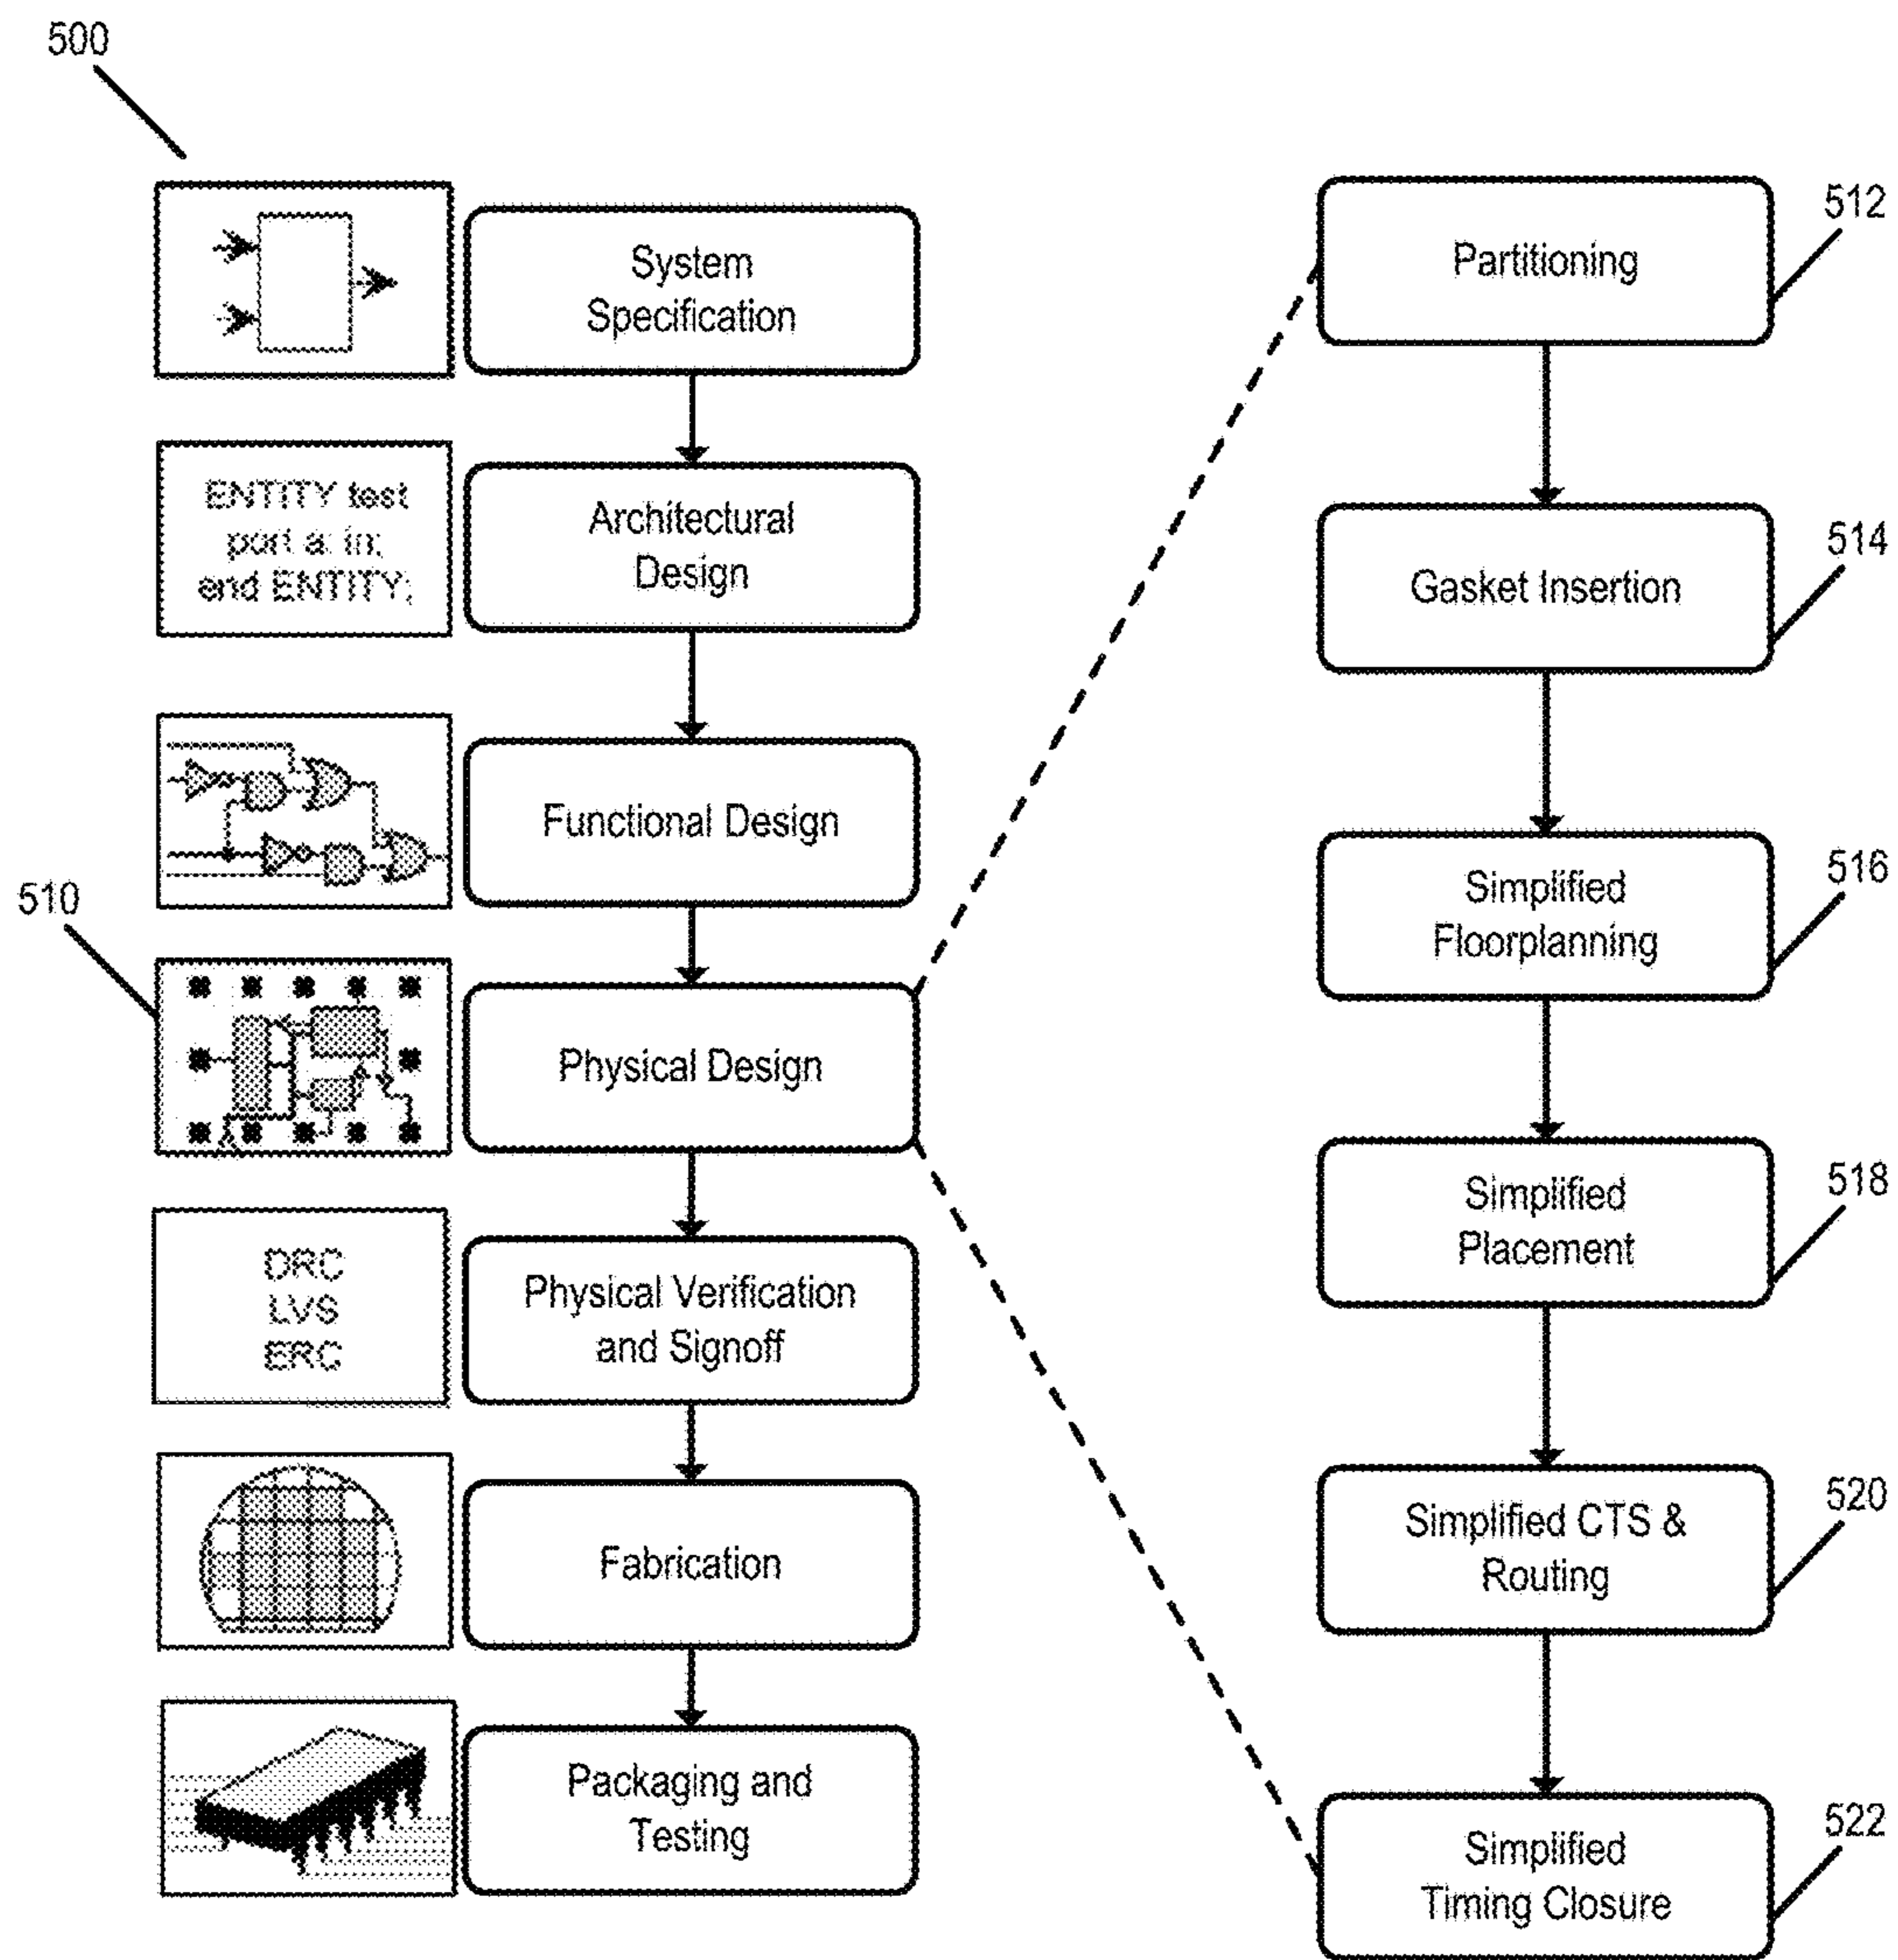 500
System
Specification
ENTITY test
port a: in;
end ENTITY;
Architectural
Design
Functional Design
510
Physical Design
DRC
LVS
ERC
Physical Verification
and Signoff
Fabrication
Packaging and
Testing
Partitioning
512
Gasket Insertion
514
Simplified
Floorplanning
516
Simplified
Placement
518
Simplified CTS &
Routing
520
Simplified
Timing Closure
522